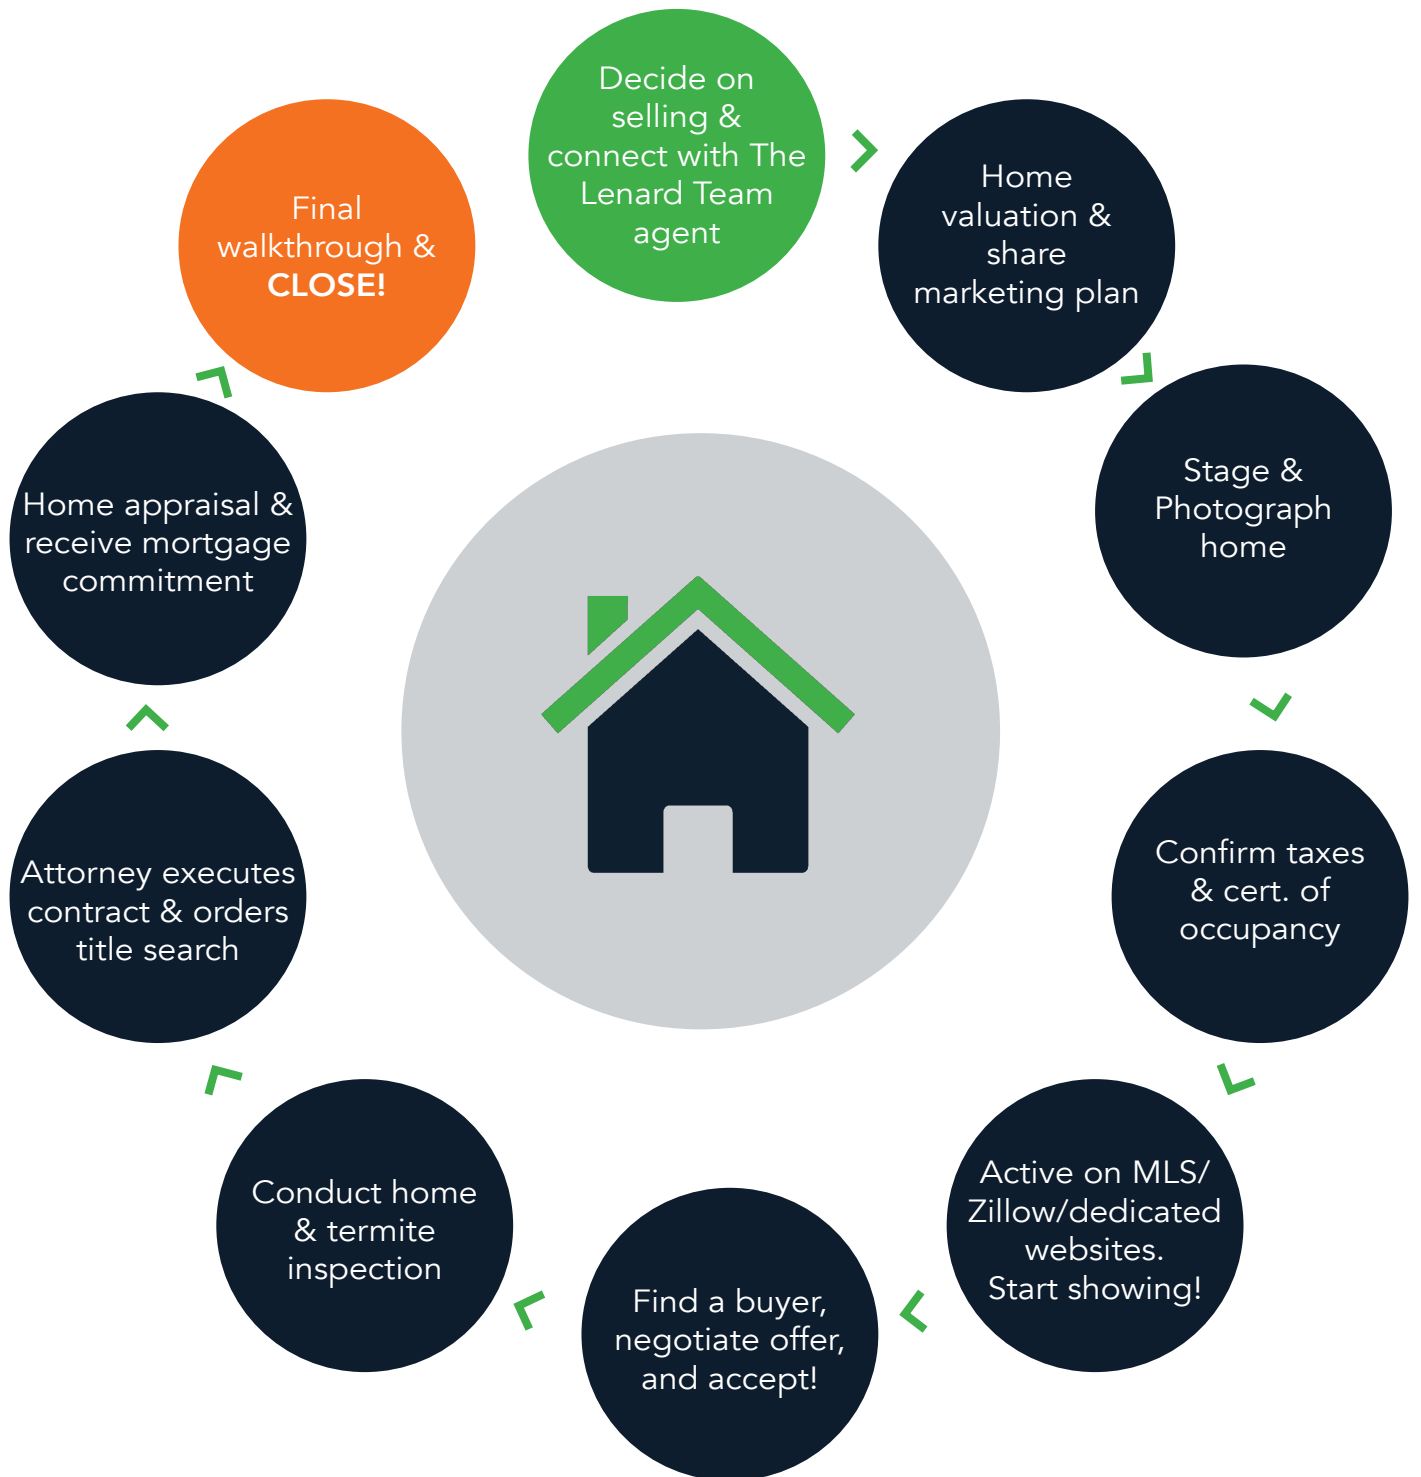 Decide on
selling &
connect with The
Lenard Team
agent
Home
valuation &
share
marketing plan
Stage &
Photograph
home
Confirm taxes
& cert. of
occupancy
Active on MLS/
Zillow/dedicated
websites.
Start showing!
Find a buyer,
negotiate offer,
and accept!
Conduct home
& termite
inspection
Attorney executes
contract & orders
title search
Home appraisal &
receive mortgage
commitment
Final
walkthrough &
CLOSE!